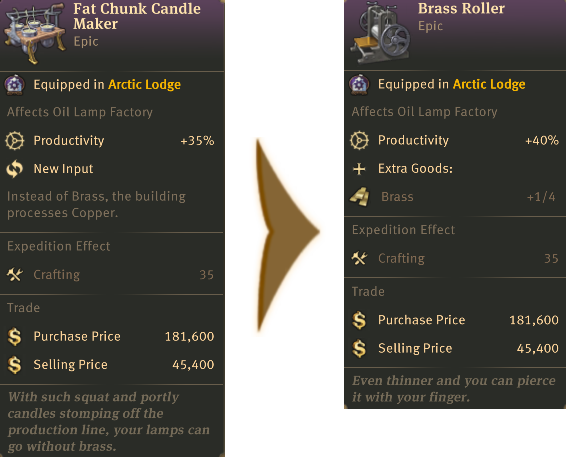 Fat Chunk Candle
Maker
Epic
Equipped in Arctic Lodge
Affects Oil Lamp Factory
Productivity +35%
New Input
Instead of Brass, the building
processes Copper.
Expedition Effect
Crafting 35
Trade
Purchase Price 181,600
Selling Price 45,400
With such squat and portly
candles stomping off the
production line, your lamps can
go without brass.
Brass Roller
Epic
Equipped in Arctic Lodge
Affects Oil Lamp Factory
Productivity +40%
Extra Goods:
Brass +1/4
Expedition Effect
Crafting 35
Trade
Purchase Price 181,600
Selling Price 45,400
Even thinner and you can pierce
it with your finger.